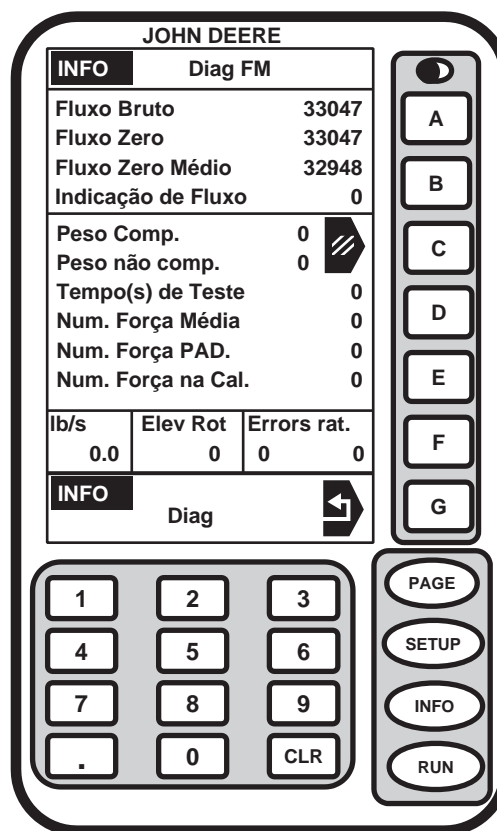 JOHN DEERE
INFO Diag FM
Fluxo Bruto 33047
Fluxo Zero 33047
Fluxo Zero Médio 32948
Indicação de Fluxo 0
Peso Comp. 0
Peso não comp. 0
Tempo(s) de Teste 0
Num. Força Média 0
Num. Força PAD. 0
Num. Força na Cal. 0
lb/s Elev Rot Errors rat.
0.0 0 0 0
INFO
Diag
A
B
C
D
E
F
G
PAGE
SETUP
INFO
RUN
1 2 3
4 5 6
7 8 9
. 0 CLR